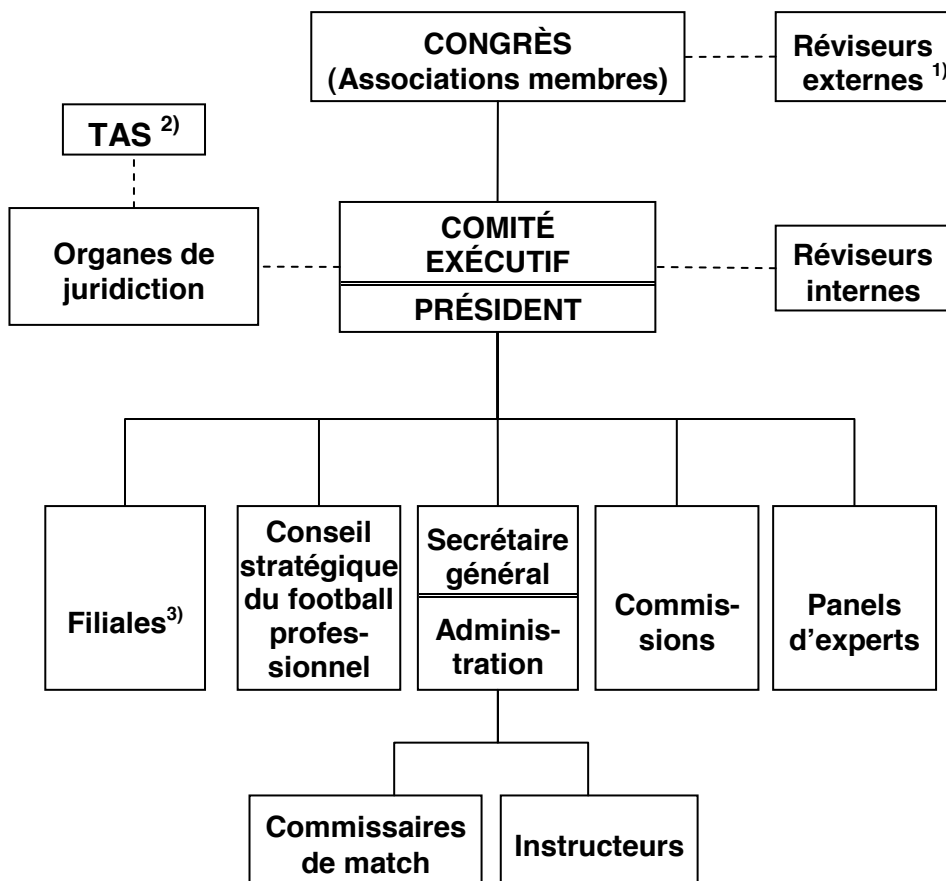 CONGRÈS
(Associations membres)
Réviseurs
externes 1)
TAS 2)
Organes de
juridiction
COMITÉ
EXÉCUTIF
PRÉSIDENT
Réviseurs
internes
Filiales3)
Conseil
stratégique
du football
profes-
sionnel
Secrétaire
général
Adminis-
tration
Commis-
sions
Panels
d’experts
Commissaires
de match
Instructeurs